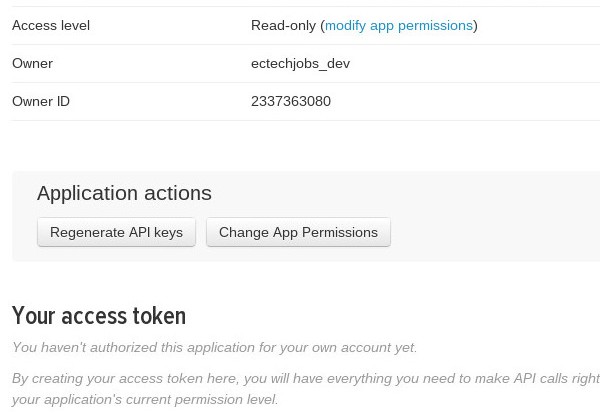 Access level Read-only (modify app permissions)
Owner ectechjobs_dev
Owner ID 2337363080
Application actions
Regenerate API keys Change App Permissions
Your access token
You haven't authorized this application for your own account yet.
By creating your access token here, you will have everything you need to make API calls right
your application's current permission level.